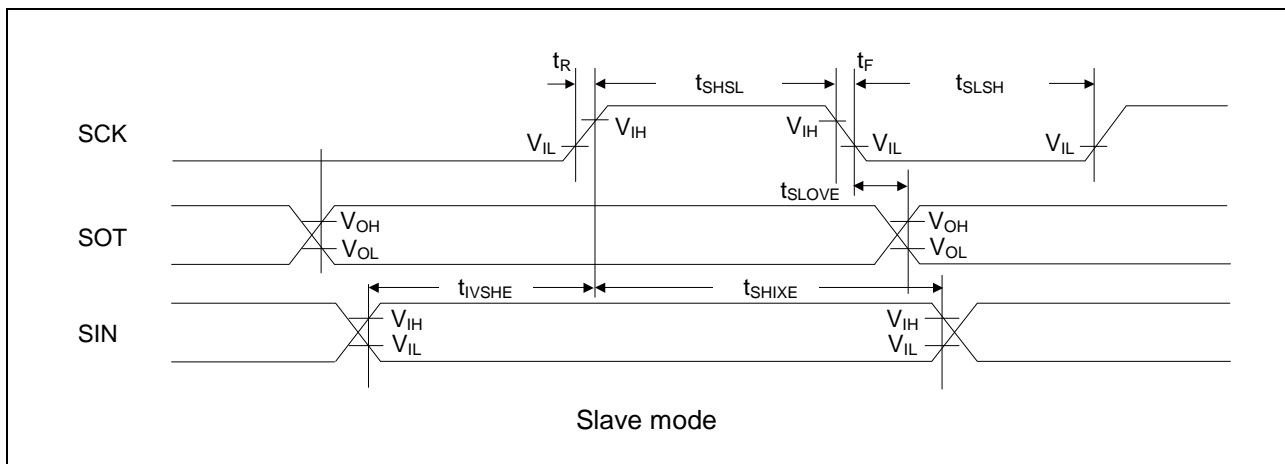 tR tSHSL tF tSLSH
SCK VIL VIH VIH VIL VIL
tSLOVE
SOT VOH VOL VOH VOL
tIVSHE tSHIXE
SIN VIH VIL VIH VIL
Slave mode